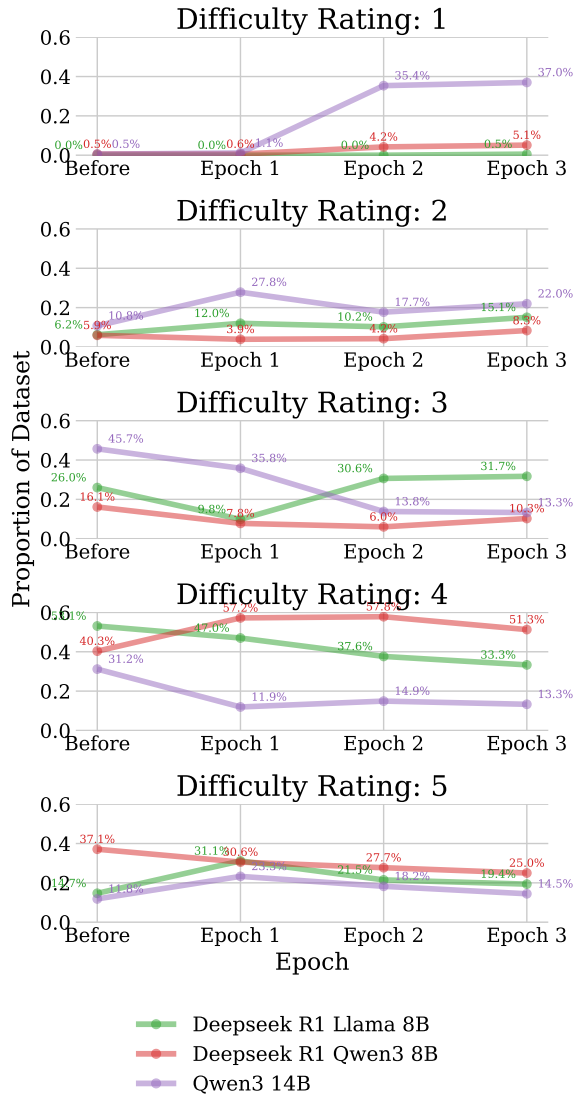 Difficulty Rating: 1
0.6
0.4
0.2
0.0
0.0% 0.5% 0.5%
0.0% 0.6% 1.1%
0.0% 4.2% 35.4%
0.5% 5.1% 37.0%
Before Epoch 1 Epoch 2 Epoch 3
Difficulty Rating: 2
0.6
0.4
0.2
0.0
6.2% 5.9% 10.8%
12.0% 3.9% 27.8%
10.2% 4.2% 17.7%
15.1% 8.3% 22.0%
Before Epoch 1 Epoch 2 Epoch 3
Proportion of Dataset
Difficulty Rating: 3
0.6
0.4
0.2
0.0
26.0% 16.1% 45.7%
9.8% 7.8% 35.8%
30.6% 6.0% 13.8%
31.7% 10.3% 13.3%
Before Epoch 1 Epoch 2 Epoch 3
Difficulty Rating: 4
0.6
0.4
0.2
0.0
40.3% 31.2%
47.0% 57.2% 11.9%
37.6% 57.8% 14.9%
33.3% 51.3% 13.3%
Before Epoch 1 Epoch 2 Epoch 3
Difficulty Rating: 5
0.6
0.4
0.2
0.0
14.7% 37.1% 11.8%
31.1% 30.6%
21.5% 27.7% 18.2%
19.4% 25.0% 14.5%
Before Epoch 1 Epoch 2 Epoch 3
Epoch
Deepseek R1 Llama 8B
Deepseek R1 Qwen3 8B
Qwen3 14B